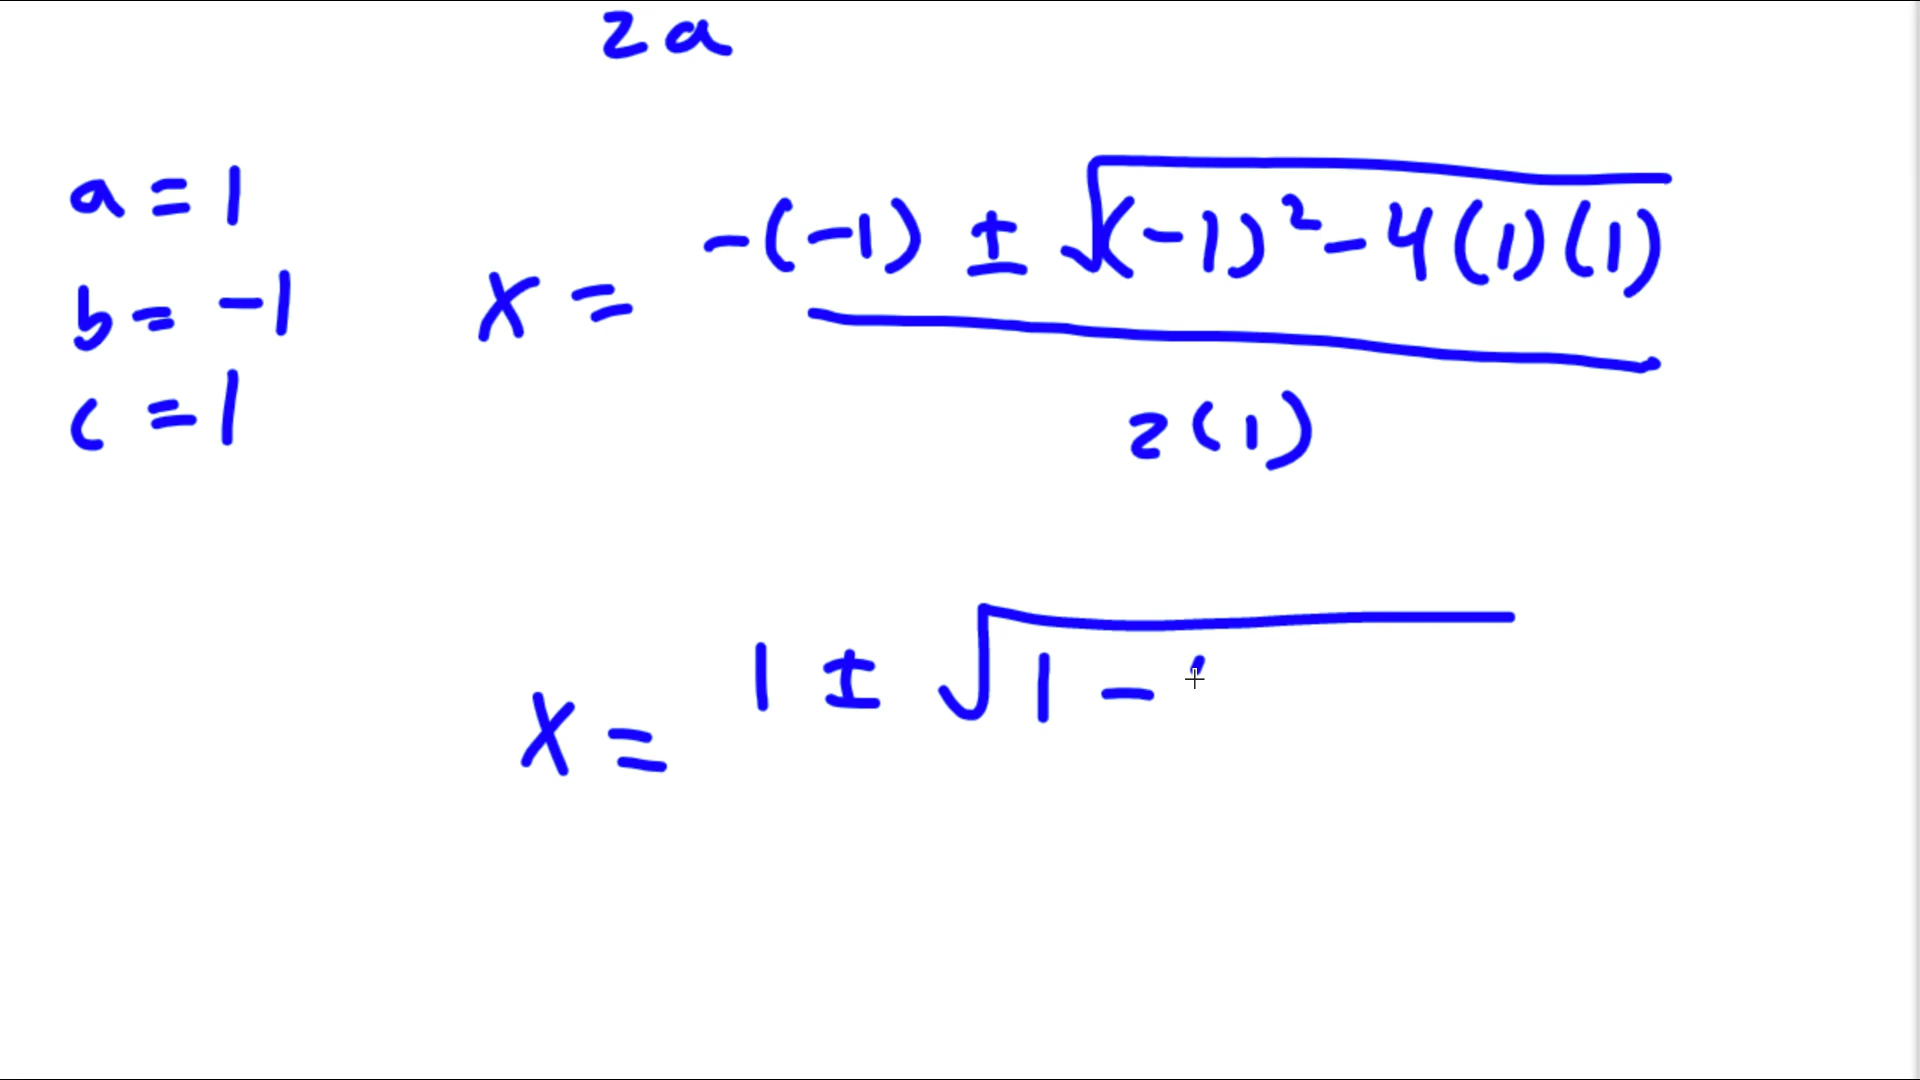 2a
a = 1
b = -1
c = 1
x = -(-1) ± √(-1)² - 4(1)(1)
2(1)
x = 1 ± √1 -